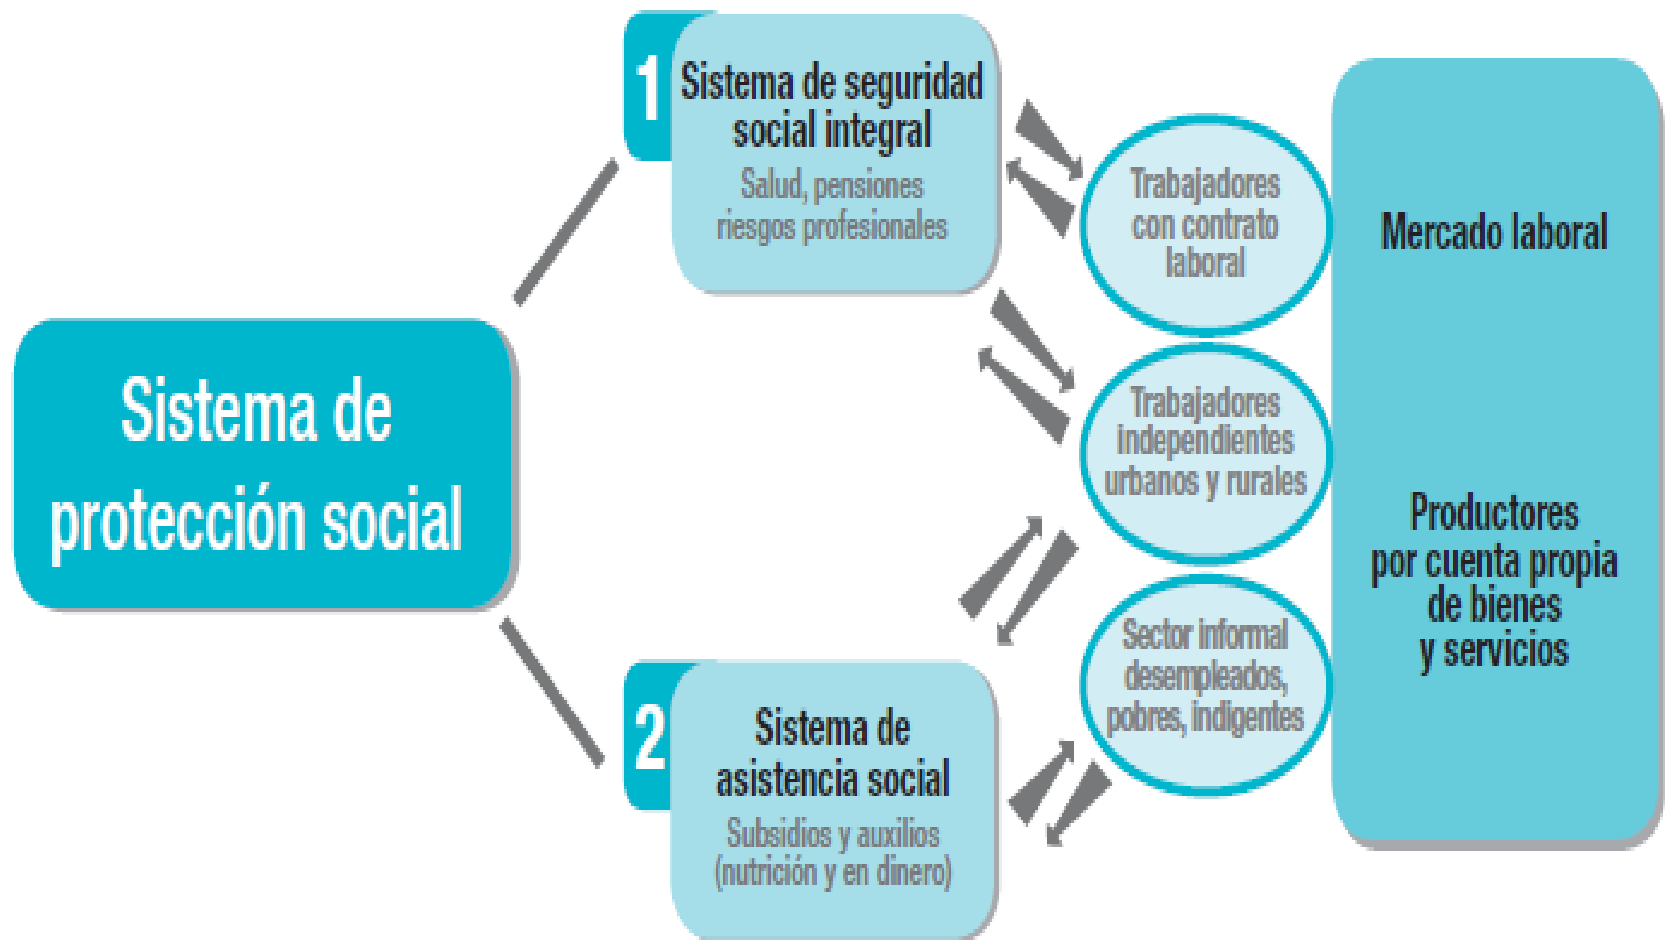 Sistema de
protección social
1
Sistema de seguridad
social integral
Salud, pensiones
riesgos profesionales
2
Sistema de
asistencia social
Subsidios y auxilios
(nutrición y en dinero)
Trabajadores
con contrato
laboral
Trabajadores
independientes
urbanos y rurales
Sector informal
desempleados,
pobres, indigentes
Mercado laboral
Productores
por cuenta propia
de bienes
y servicios